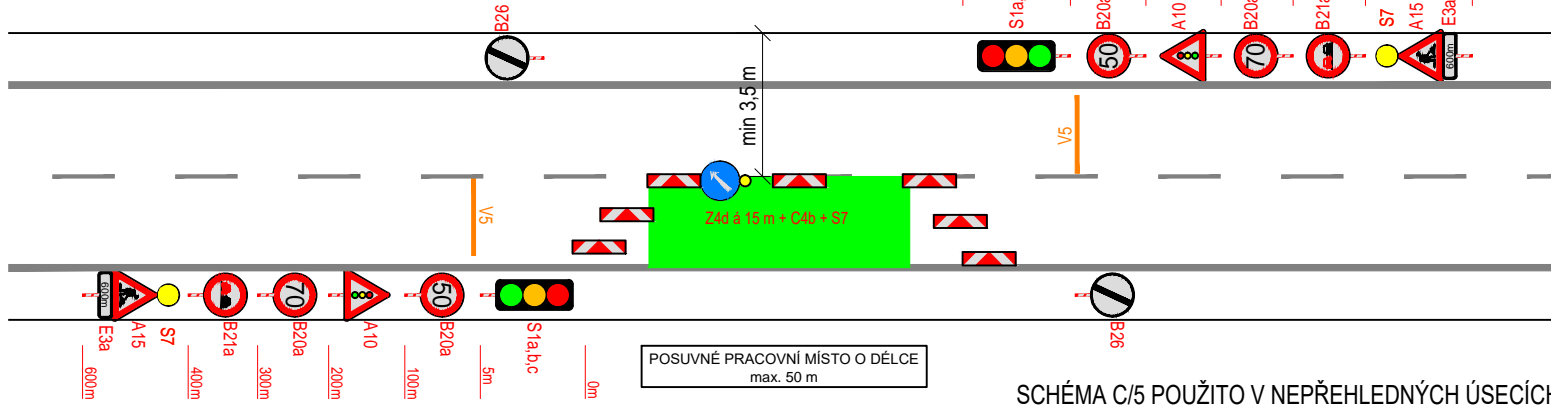 B26
S1a,
B20a
A10
B20a
B21a
S7
A15
E3a
50
70
600m
min 3,5 m
V5
V5
Z4d á 15 m + C4b + S7
600m
70
50
E3a
A15
S7
B21a
B20a
A10
B20a
S1a,b,c
B26
600m
400m
300m
200m
100m
5m
0m
POSUVNÉ PRACOVNÍ MÍSTO O DÉLCE
max. 50 m
SCHÉMA C/5 POUŽITO V NEPŘEHLEDNÝCH ÚSECÍCH